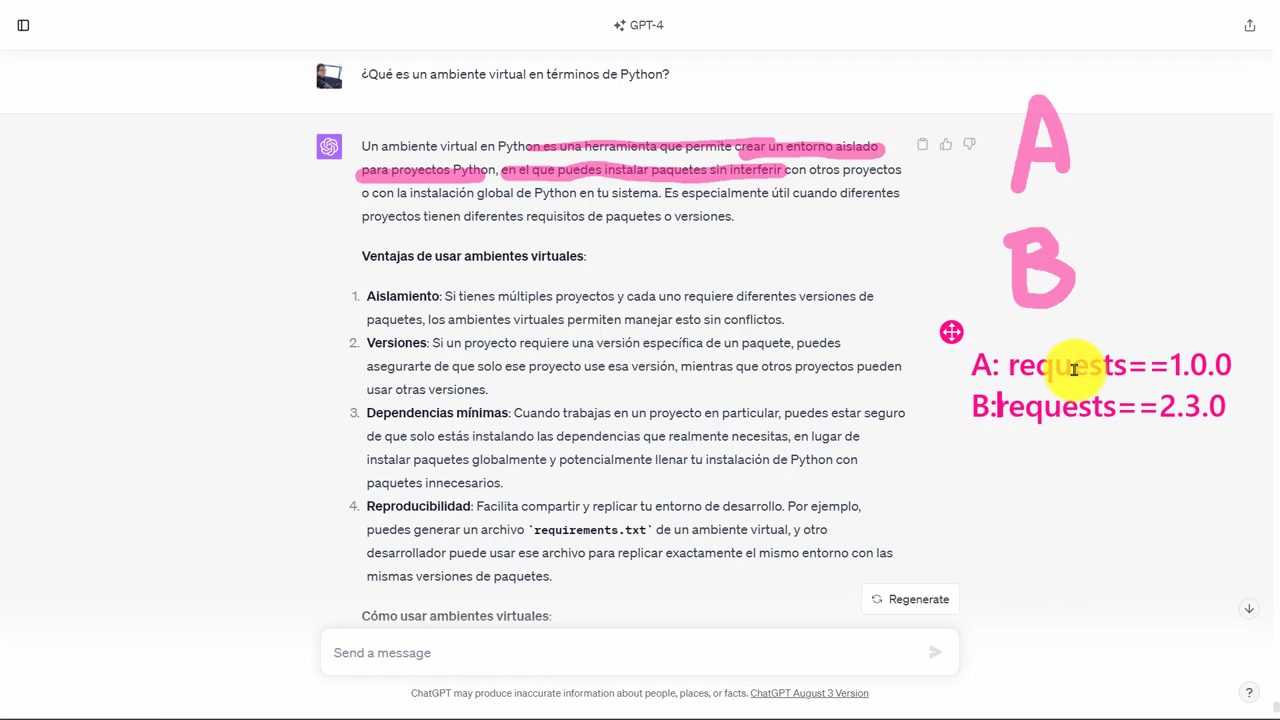 GPT-4
¿Qué es un ambiente virtual en términos de Python?
Un ambiente virtual en Python es una herramienta que permite crear un entorno aislado
para proyectos Python, en el que puedes instalar paquetes sin interferir con otros proyectos
o con la instalación global de Python en tu sistema. Es especialmente útil cuando diferentes
proyectos tienen diferentes requisitos de paquetes o versiones.
Ventajas de usar ambientes virtuales:
1. Aislamiento: Si tienes múltiples proyectos y cada uno requiere diferentes versiones de
paquetes, los ambientes virtuales permiten manejar esto sin conflictos.
2. Versiones: Si un proyecto requiere una versión específica de un paquete, puedes
asegurarte de que solo ese proyecto use esa versión, mientras que otros proyectos pueden
usar otras versiones.
3. Dependencias mínimas: Cuando trabajas en un proyecto en particular, puedes estar seguro
de que solo estás instalando las dependencias que realmente necesitas, en lugar de
instalar paquetes globalmente y potencialmente llenar tu instalación de Python con
paquetes innecesarios.
4. Reproducibilidad: Facilita compartir y replicar tu entorno de desarrollo. Por ejemplo,
puedes generar un archivo `requirements.txt` de un ambiente virtual, y otro
desarrollador puede usar ese archivo para replicar exactamente el mismo entorno con las
mismas versiones de paquetes.
Cómo usar ambientes virtuales:
A
B
A: requests==1.0.0
B:requests==2.3.0
Regenerate
Send a message
ChatGPT may produce inaccurate information about people, places, or facts. ChatGPT August 3 Version
?